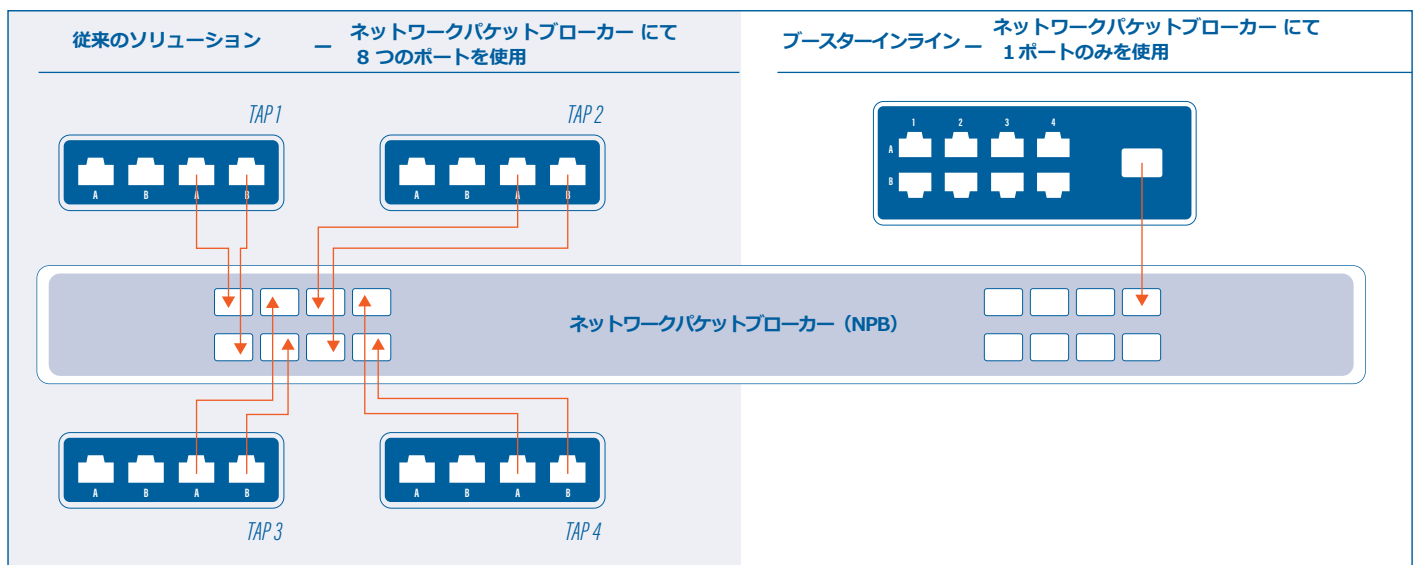 従来のソリューション － ネットワークパケットブローカー にて
8 つのポートを使用
ブースターインライン － ネットワークパケットブローカー にて
1ポートのみを使用
TAP 1
TAP 2
A B A B
A B A B
1 2 3 4
A
B
ネットワークパケットブローカー（NPB）
A B A B
A B A B
TAP 3
TAP 4